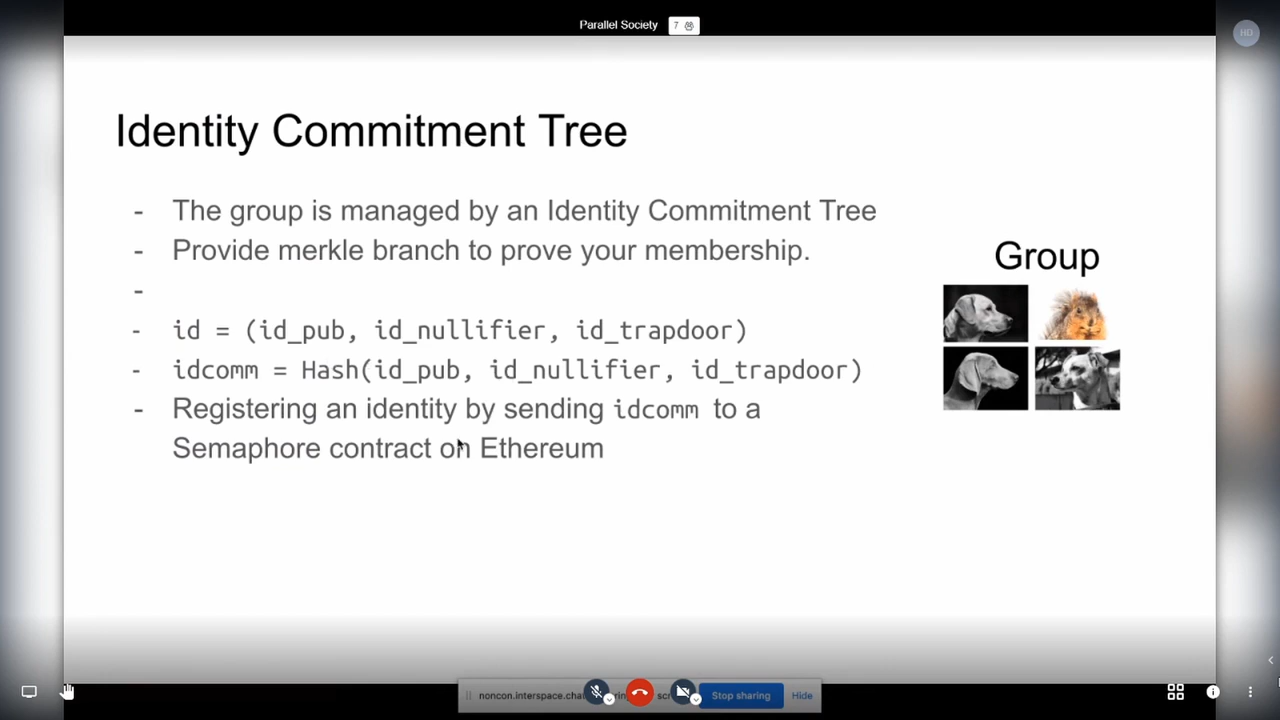 Parallel Society 7
HD
Identity Commitment Tree
- The group is managed by an Identity Commitment Tree
- Provide merkle branch to prove your membership.
-
- id = (id_pub, id_nullifier, id_trapdoor)
- idcomm = Hash(id_pub, id_nullifier, id_trapdoor)
- Registering an identity by sending idcomm to a
Semaphore contract on Ethereum
Group
noncon.interspace.cha Stop sharing Hide